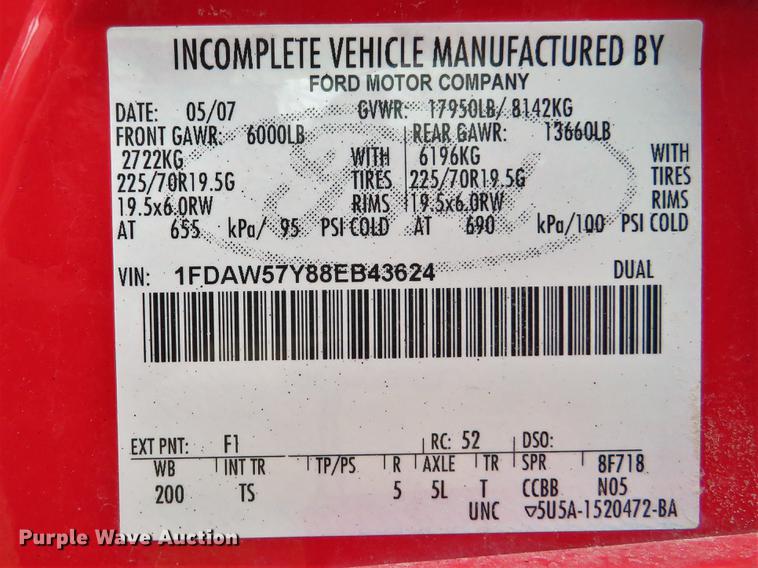 INCOMPLETE VEHICLE MANUFACTURED BY
FORD MOTOR COMPANY
DATE: 05/07 GVWR: 17950LB/ 8142KG
FRONT GAWR: 6000LB REAR GAWR: 13660LB
2722KG WITH 6196KG WITH
225/70R19.5G TIRES 225/70R19.5G TIRES
19.5x6.0RW RIMS 19.5x6.0RW RIMS
AT 655 kPa/ 95 PSI COLD AT 690 kPa/100 PSI COLD
VIN: 1FDAW57Y88EB43624 DUAL
EXT PNT: F1 RC: 52 DSO:
WB INT TR TP/PS R AXLE TR SPR 8F718
200 TS 5 5L T CCBB N05
UNC ▽5U5A-1520472-BA
Purple Wave Auction